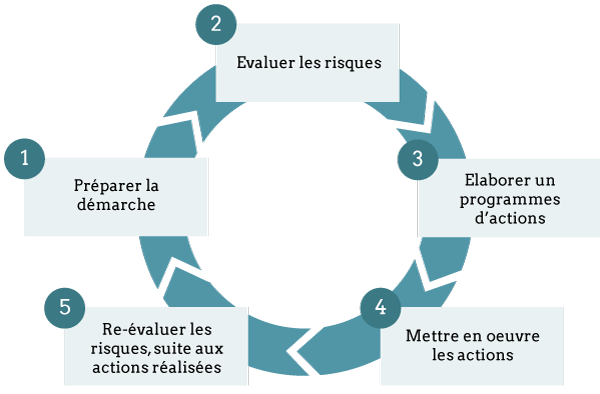 1
Préparer la
démarche
2
Evaluer les risques
3
Elaborer un
programmes
d'actions
4
Mettre en oeuvre
les actions
5
Re-évaluer les
risques, suite aux
actions réalisées